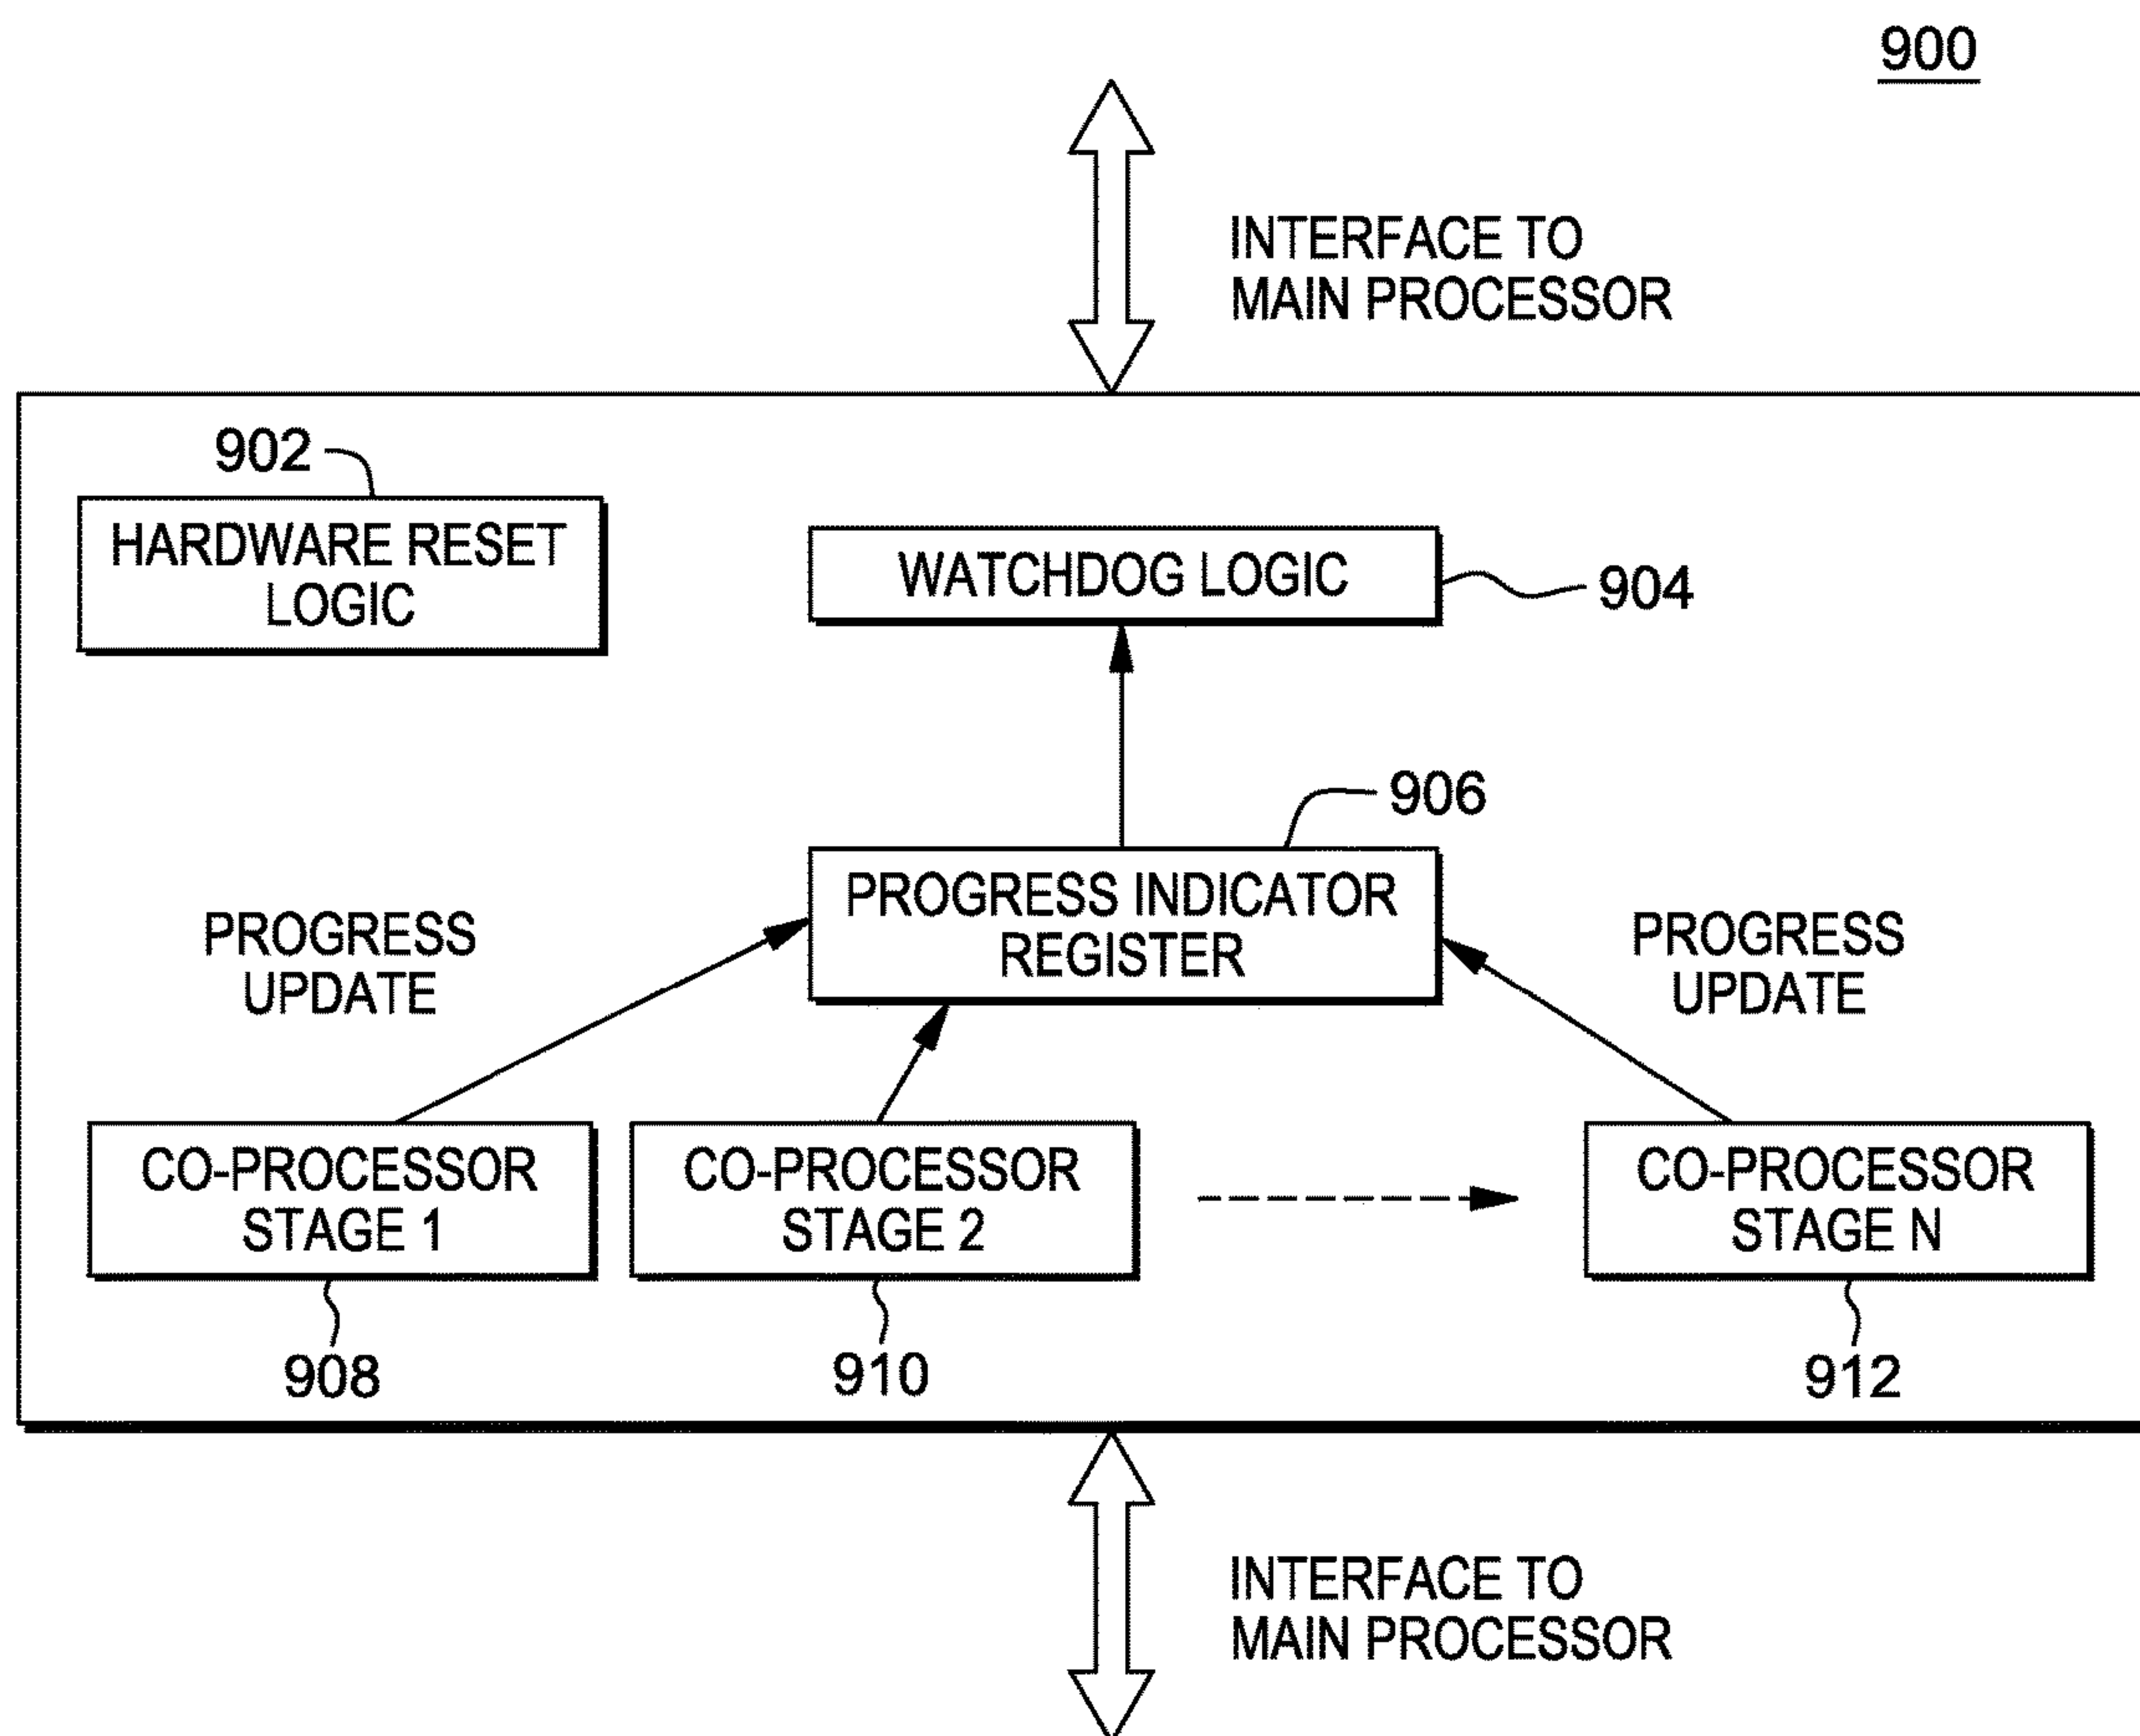 900
INTERFACE TO
MAIN PROCESSOR
902
HARDWARE RESET
LOGIC
WATCHDOG LOGIC
904
906
PROGRESS INDICATOR
REGISTER
PROGRESS
UPDATE
PROGRESS
UPDATE
CO-PROCESSOR
STAGE 1
CO-PROCESSOR
STAGE 2
CO-PROCESSOR
STAGE N
908
910
912
INTERFACE TO
MAIN PROCESSOR